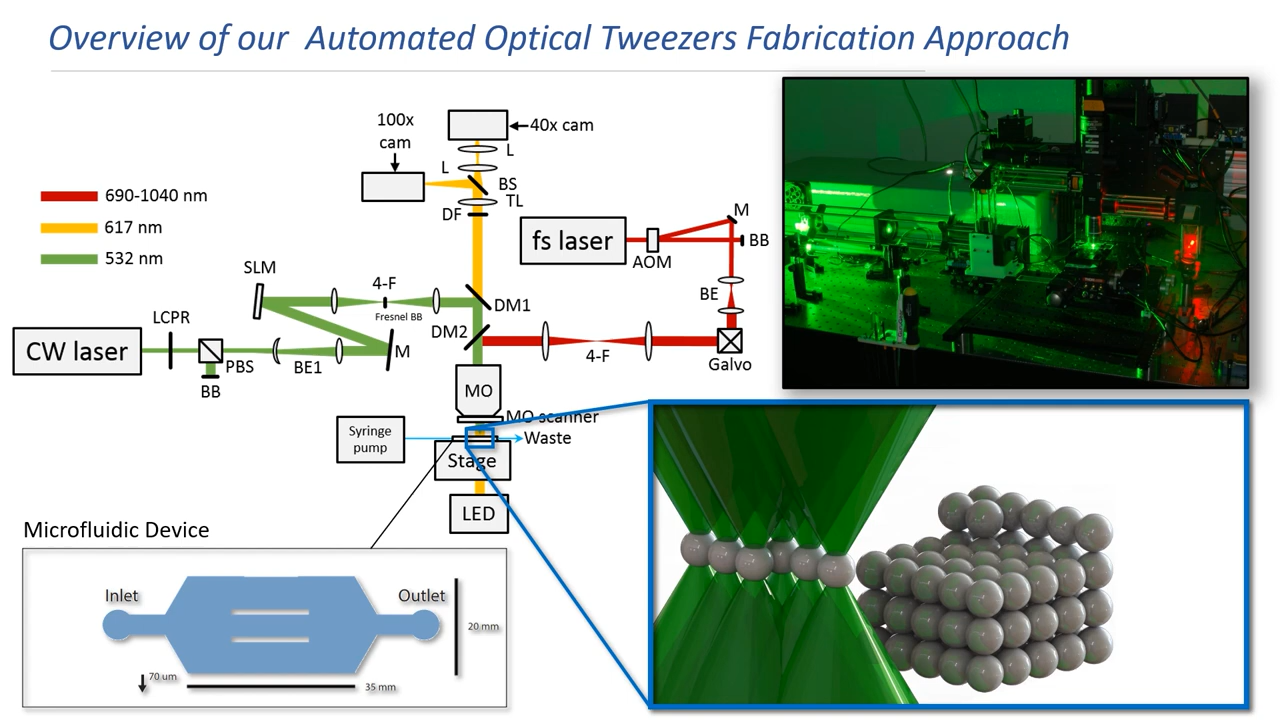 Overview of our Automated Optical Tweezers Fabrication Approach
100x
cam
40x cam
L
L
BS
TL
DF
690-1040 nm
617 nm
532 nm
fs laser
AOM
M
BB
BE
Galvo
SLM
4-F
Fresnel BB
DM1
DM2
4-F
LCPR
CW laser
PBS
BB
BE1
M
MO
MO scanner
Syringe
pump
Waste
Stage
LED
Microfluidic Device
Inlet
Outlet
20 mm
70 um
35 mm